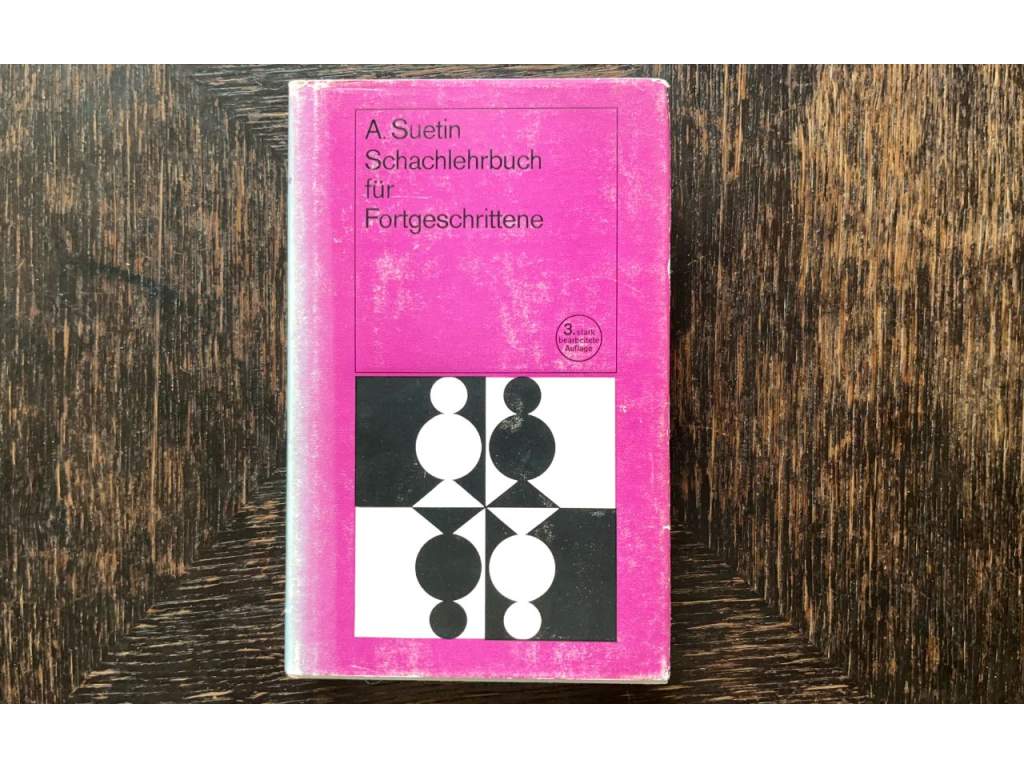 A. Suetin
Schachlehrbuch
für
Fortgeschrittene
3. stark
bearbeitete
Auflage